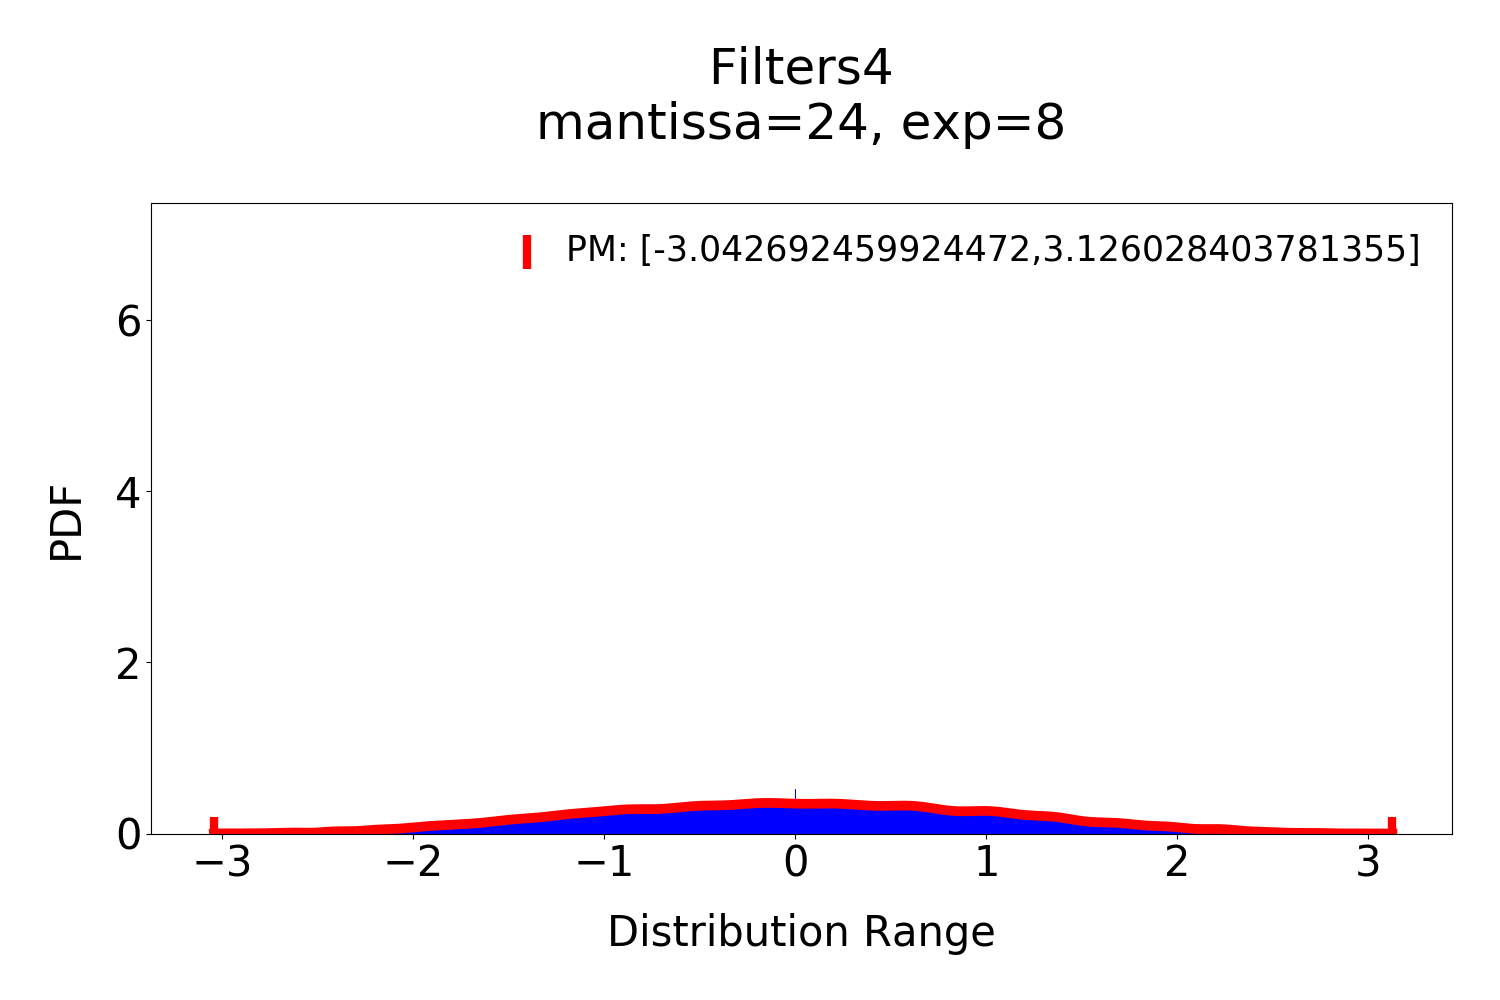 Filters4
mantissa=24, exp=8
PM: [-3.042692459924472,3.126028403781355]
6
4
2
0
PDF
−3 −2 −1 0 1 2 3
Distribution Range